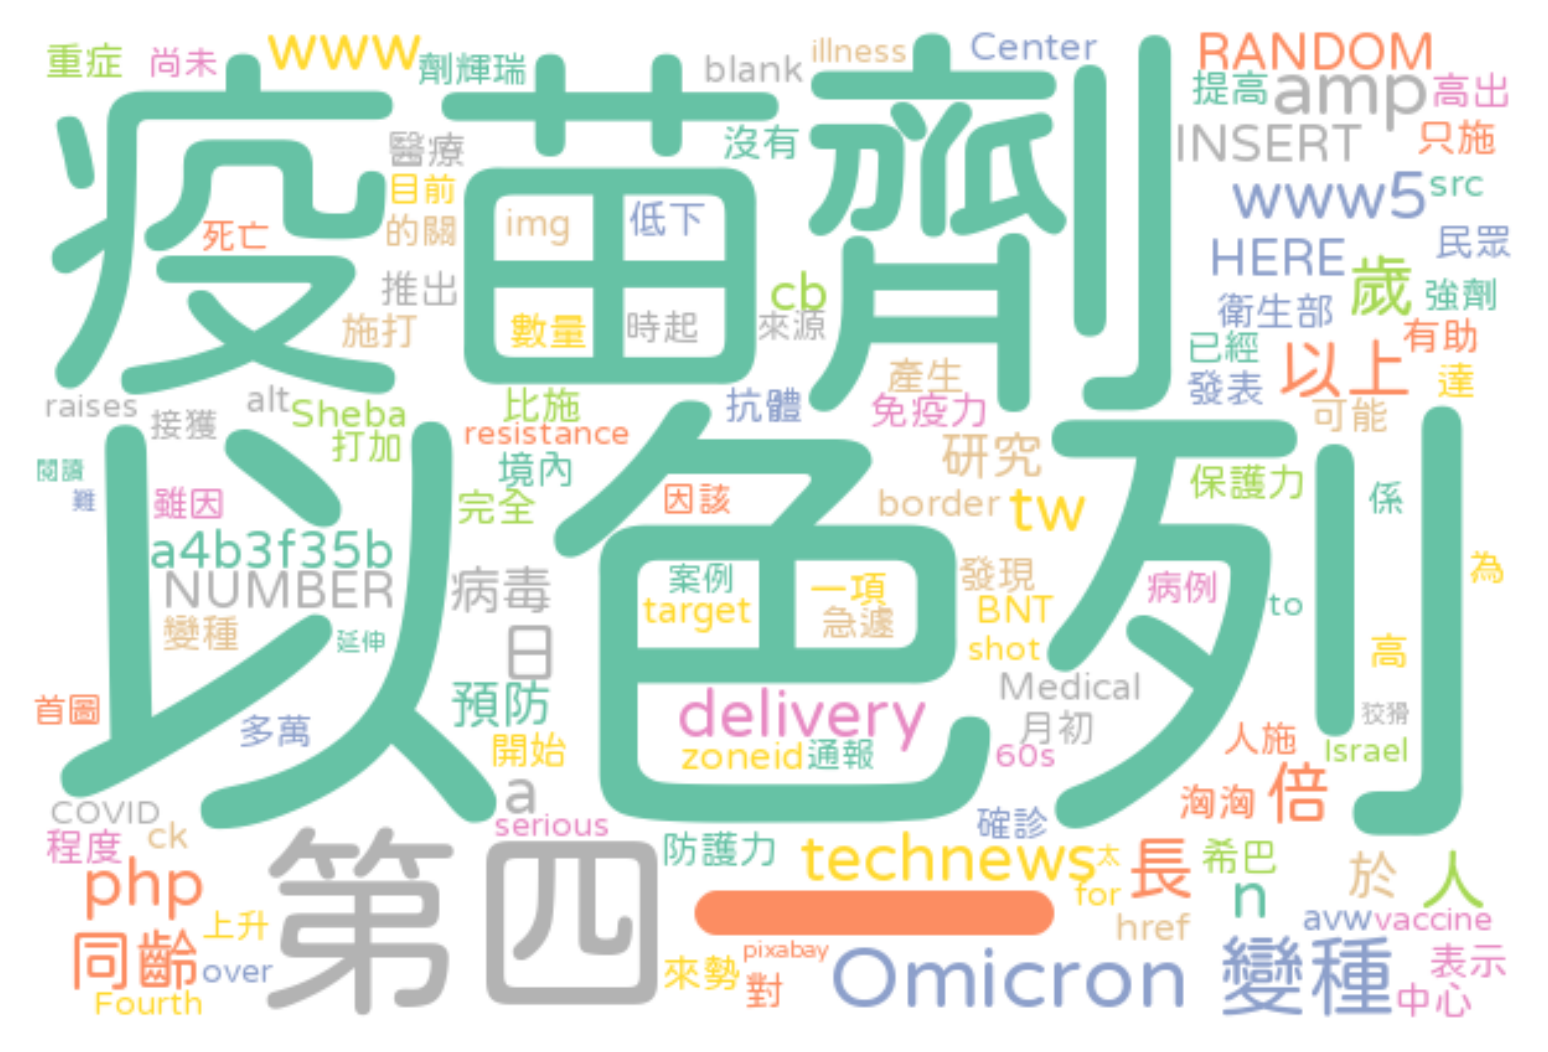 重症 尚未 www 劑輝瑞 blank illness Center RANDOM
提高 amp 高出
疫苗 劑
醫療 沒有 INSERT 只施
目前 www5 src
死亡 的關 img 低下 HERE 民眾
推出 cb 歲 強劑
施打 數量 時起 來源 衛生部 有助
已經 以上
raises 接獲 alt Sheba 比施 抗體 產生 免疫力 發表 達
打加 resistance 可能
閱讀 境內 研究 保護力
難 雖因 完全 因該 border tw 係
以色列
a4b3f35b 案例 一項 發現 病例 為
NUMBER 病毒 target 急遽 BNT to
變種 延伸 日 shot 高
首圖 多萬 預防 delivery Medical 狡猾
開始 zoneid 通報 月初 人施 Israel
a 60s 洶洶 倍
COVID serious 確診
程度 ck 防護力 technews 太 長 希巴 於 人
php 第四 一 for n
上升 href avw vaccine
同齡 over pixabay 來勢 Omicron 變種 表示
Fourth 對 中心